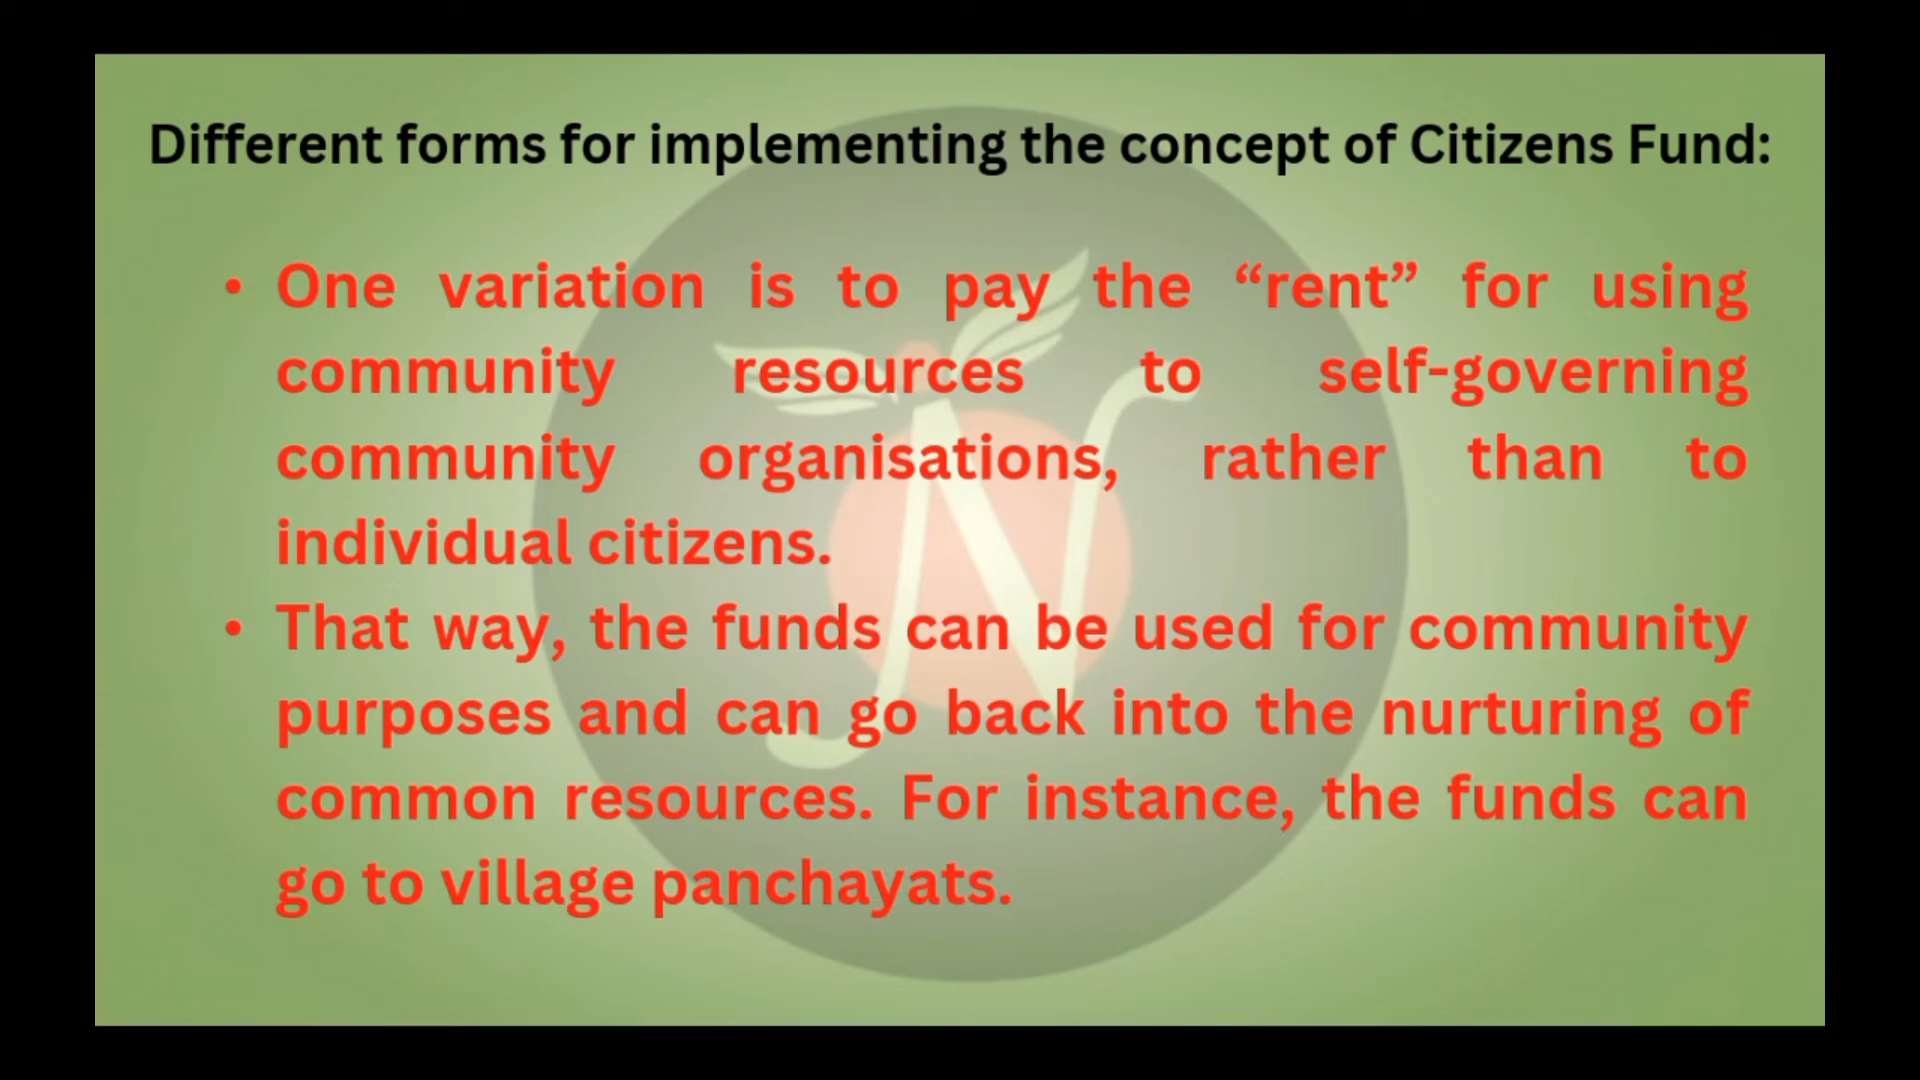 Different forms for implementing the concept of Citizens Fund:
• One variation is to pay the “rent” for using
community resources to self-governing
community organisations, rather than to
individual citizens.
• That way, the funds can be used for community
purposes and can go back into the nurturing of
common resources. For instance, the funds can
go to village panchayats.
N